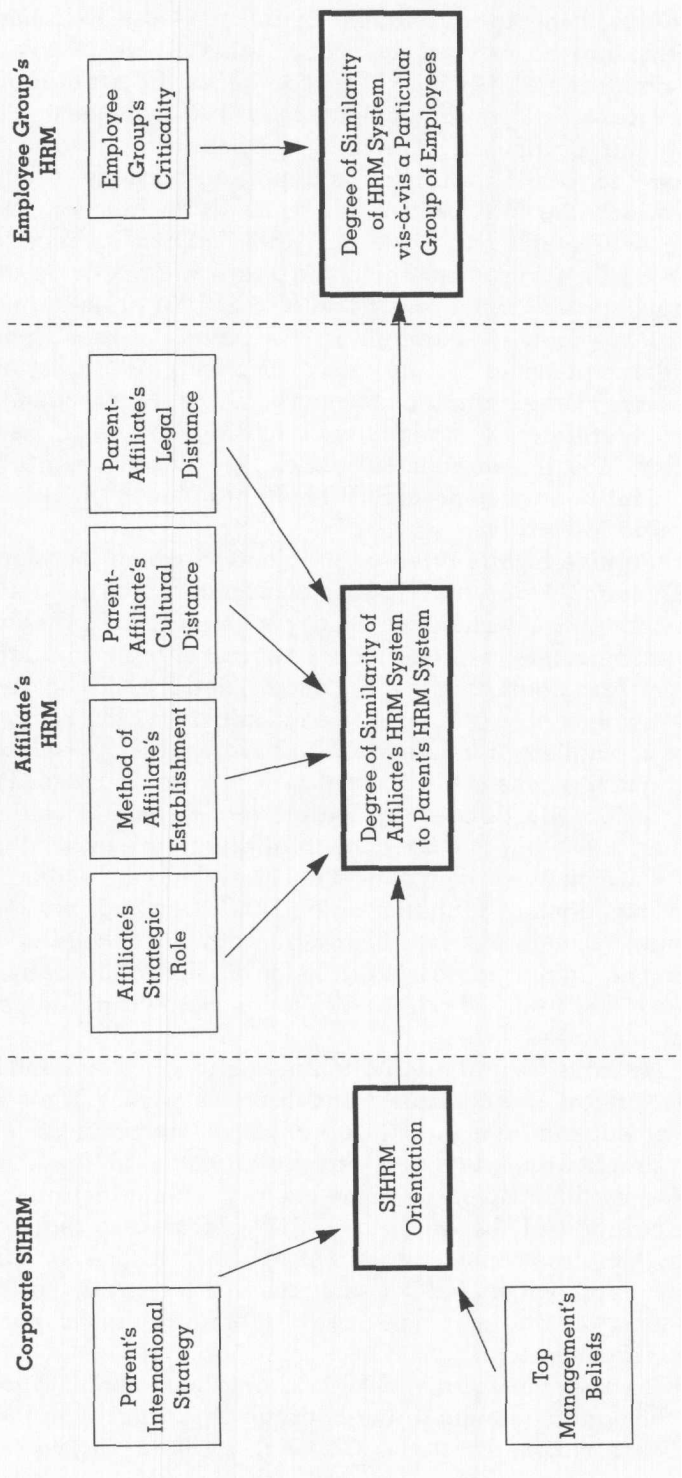 Corporate SIHRM
Parent's
International
Strategy
Top
Management's
Beliefs
SIHRM
Orientation
Affiliate's
HRM
Affiliate's
Strategic
Role
Method of
Affiliate's
Establishment
Parent-
Affiliate's
Cultural
Distance
Parent-
Affiliate's
Legal
Distance
Degree of Similarity of
Affiliate's HRM System
to Parent's HRM System
Employee Group's
HRM
Employee
Group's
Criticality
Degree of Similarity
of HRM System
vis-à-vis a Particular
Group of Employees